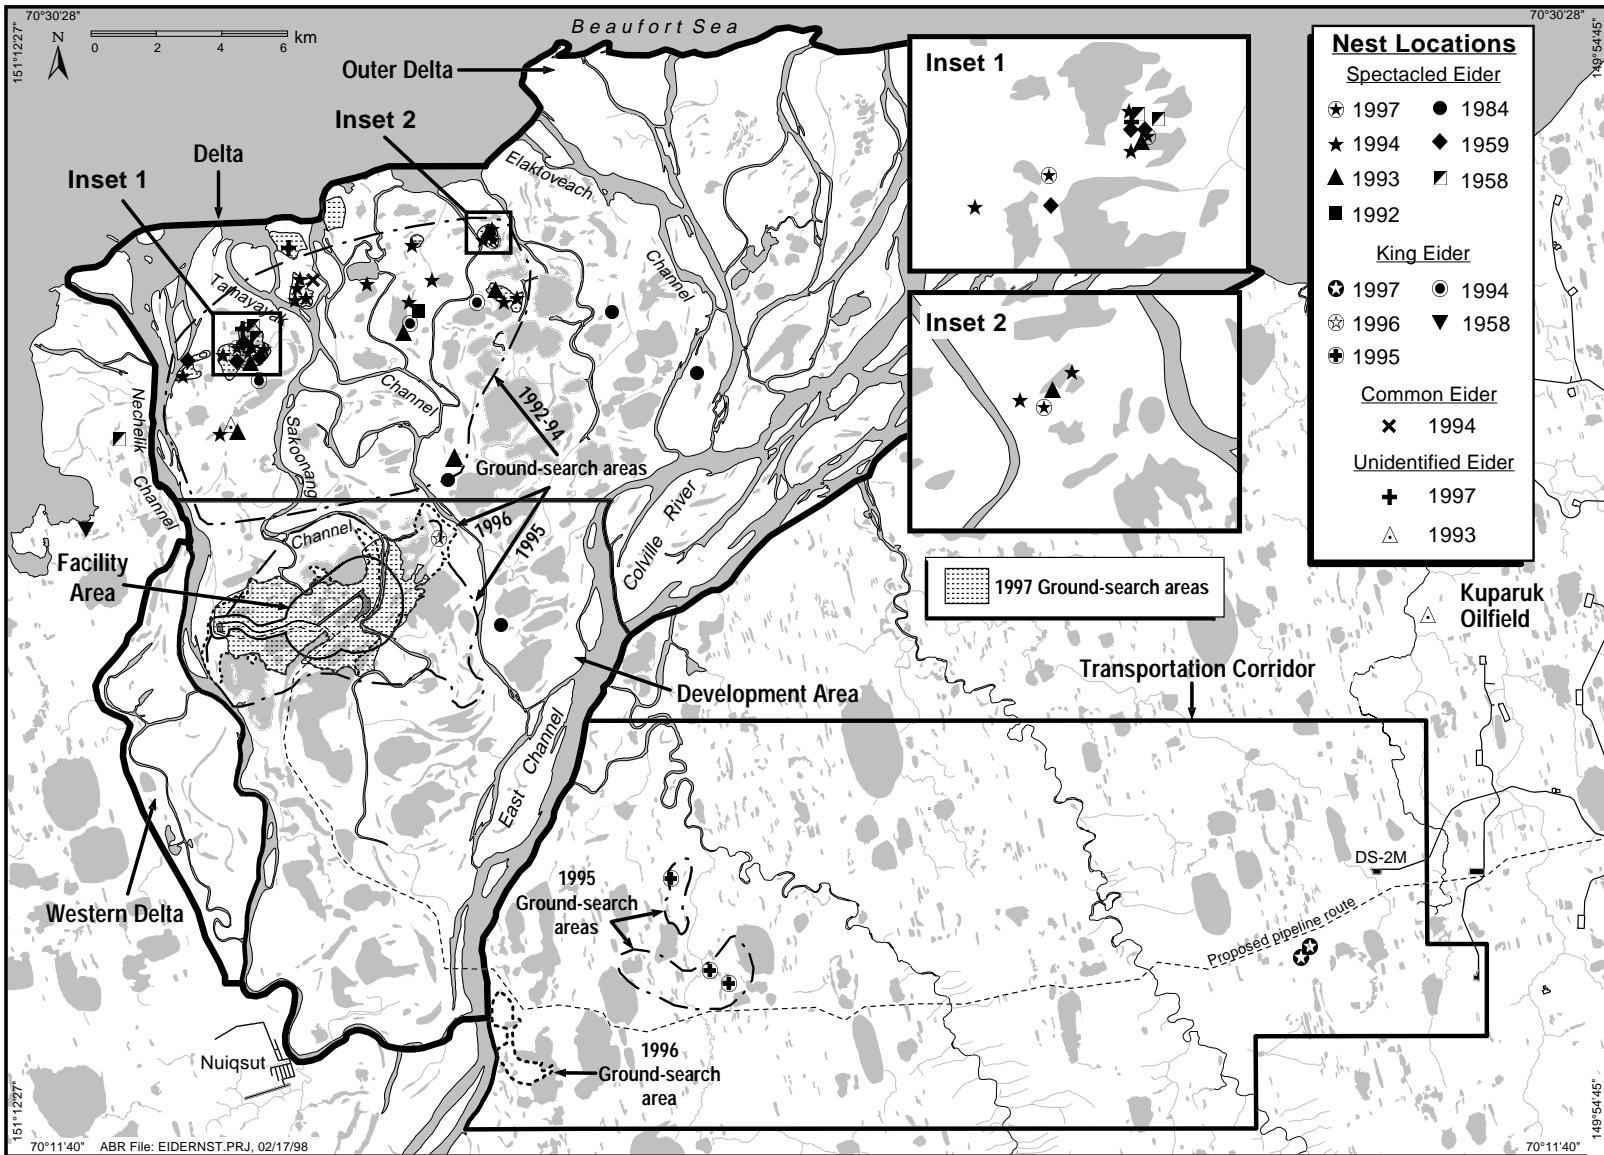 70°30'28"
70°30'28"
151°12'27"
149°54'45"
N
0 2 4 6 km
Beaufort Sea
Outer Delta
Inset 2
Delta
Inset 1
Elaktoveach
Channel
Tamayayak
Channel
Nechelik
Channel
Sakoonang
Channel
1992-94
Ground-search areas
1996
1995
Colville River
Facility
Area
Development Area
East Channel
Western Delta
Nuiqsut
1995
Ground-search
areas
1996
Ground-search
area
Transportation Corridor
Proposed pipeline route
DS-2M
Kuparuk
Oilfield
Inset 1
Inset 2
1997 Ground-search areas
Nest Locations
Spectacled Eider
1997 1984
1994 1959
1993 1958
1992
King Eider
1997 1994
1996 1958
1995
Common Eider
1994
Unidentified Eider
1997
1993
151°12'27"
149°54'45"
70°11'40" ABR File: EIDERNST.PRJ, 02/17/98
70°11'40"